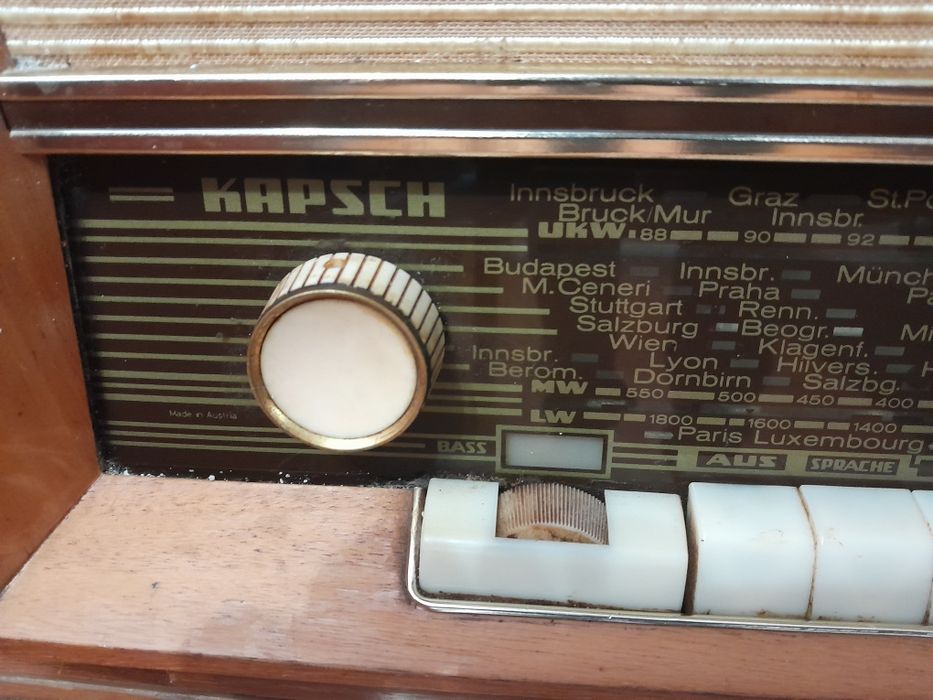 KAPSCH
Innsbruck Graz
Bruck/Mur Innsbr.
UKW. 88 90 92
Budapest Innsbr.
M.Ceneri Praha
Stuttgart Renn.
Salzburg Beogr.
Wien Klagenf.
Innsbr. Lyon Hilvers.
Berom. Dornbirn Salzbg.
MW 550 500 450 400
Made in Austria
LW 1800 1600 1400
Paris Luxembourg
BASS AUS SPRACHE